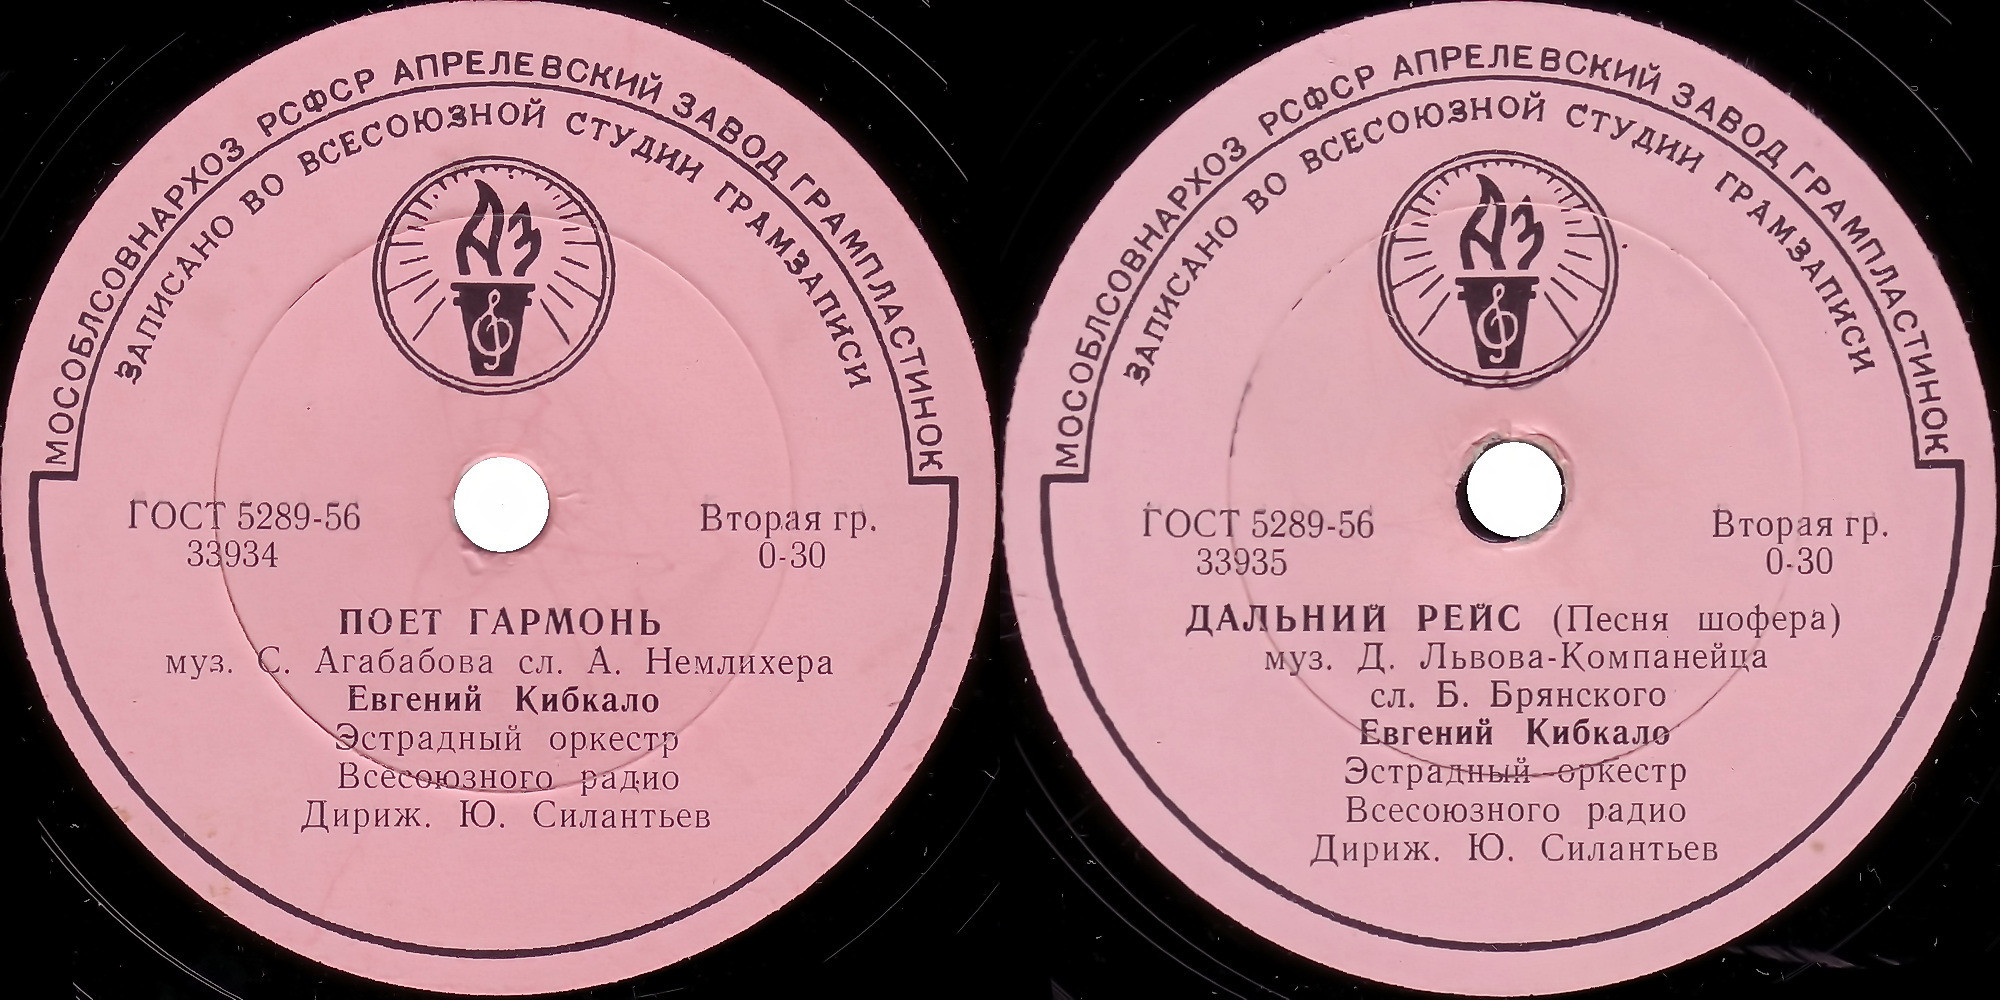 МОСОБЛСОВНАРХОЗ РСФСР АПРЕЛЕВСКИЙ ЗАВОД ГРАМПЛАСТИНОК
ЗАПИСАНО ВО ВСЕСОЮЗНОЙ СТУДИИ ГРАМЗАПИСИ
АЗ
ГОСТ 5289-56
33934
Вторая гр.
0-30
ПОЕТ ГАРМОНЬ
муз. С. Агабабова сл. А. Немлихера
Евгений Кибкало
Эстрадный оркестр
Всесоюзного радио
Дириж. Ю. Силантьев
МОСОБЛСОВНАРХОЗ РСФСР АПРЕЛЕВСКИЙ ЗАВОД ГРАМПЛАСТИНОК
ЗАПИСАНО ВО ВСЕСОЮЗНОЙ СТУДИИ ГРАМЗАПИСИ
АЗ
ГОСТ 5289-56
33935
Вторая гр.
0-30
ДАЛЬНИЙ РЕЙС (Песня шофера)
муз. Д. Львова-Компанейца
сл. Б. Брянского
Евгений Кибкало
Эстрадный оркестр
Всесоюзного радио
Дириж. Ю. Силантьев